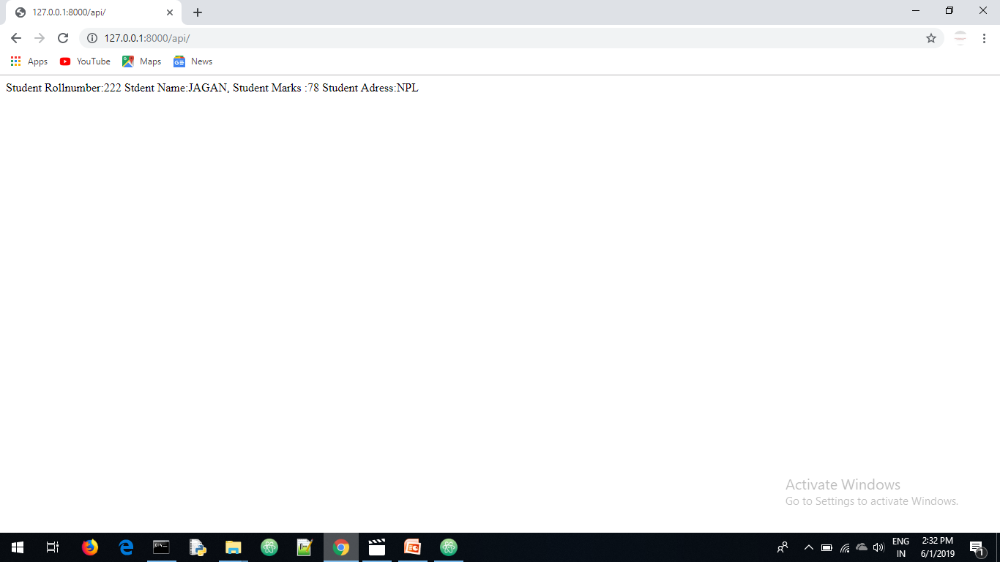 127.0.0.1:8000/api/
127.0.0.1:8000/api/
Apps YouTube Maps News
Student Rollnumber:222 Stdent Name:JAGAN, Student Marks :78 Student Adress:NPL
Activate Windows
Go to Settings to activate Windows.
ENG
IN
2:32 PM
6/1/2019
1